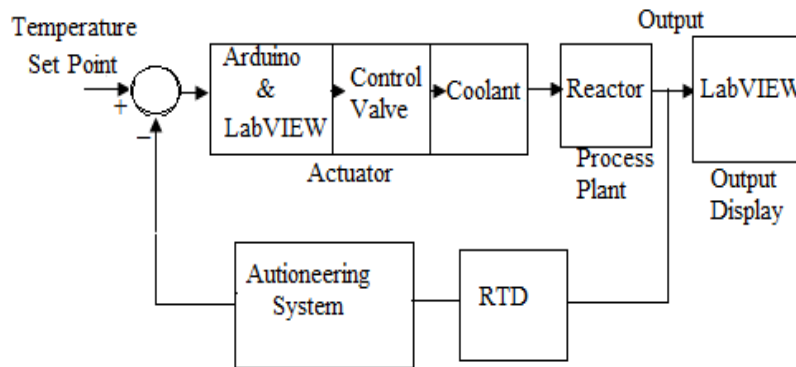 Temperature
Set Point
+
−
Arduino
&
LabVIEW
Control
Valve
Coolant
Actuator
Reactor
Process
Plant
Output
LabVIEW
Output
Display
Autioneering
System
RTD